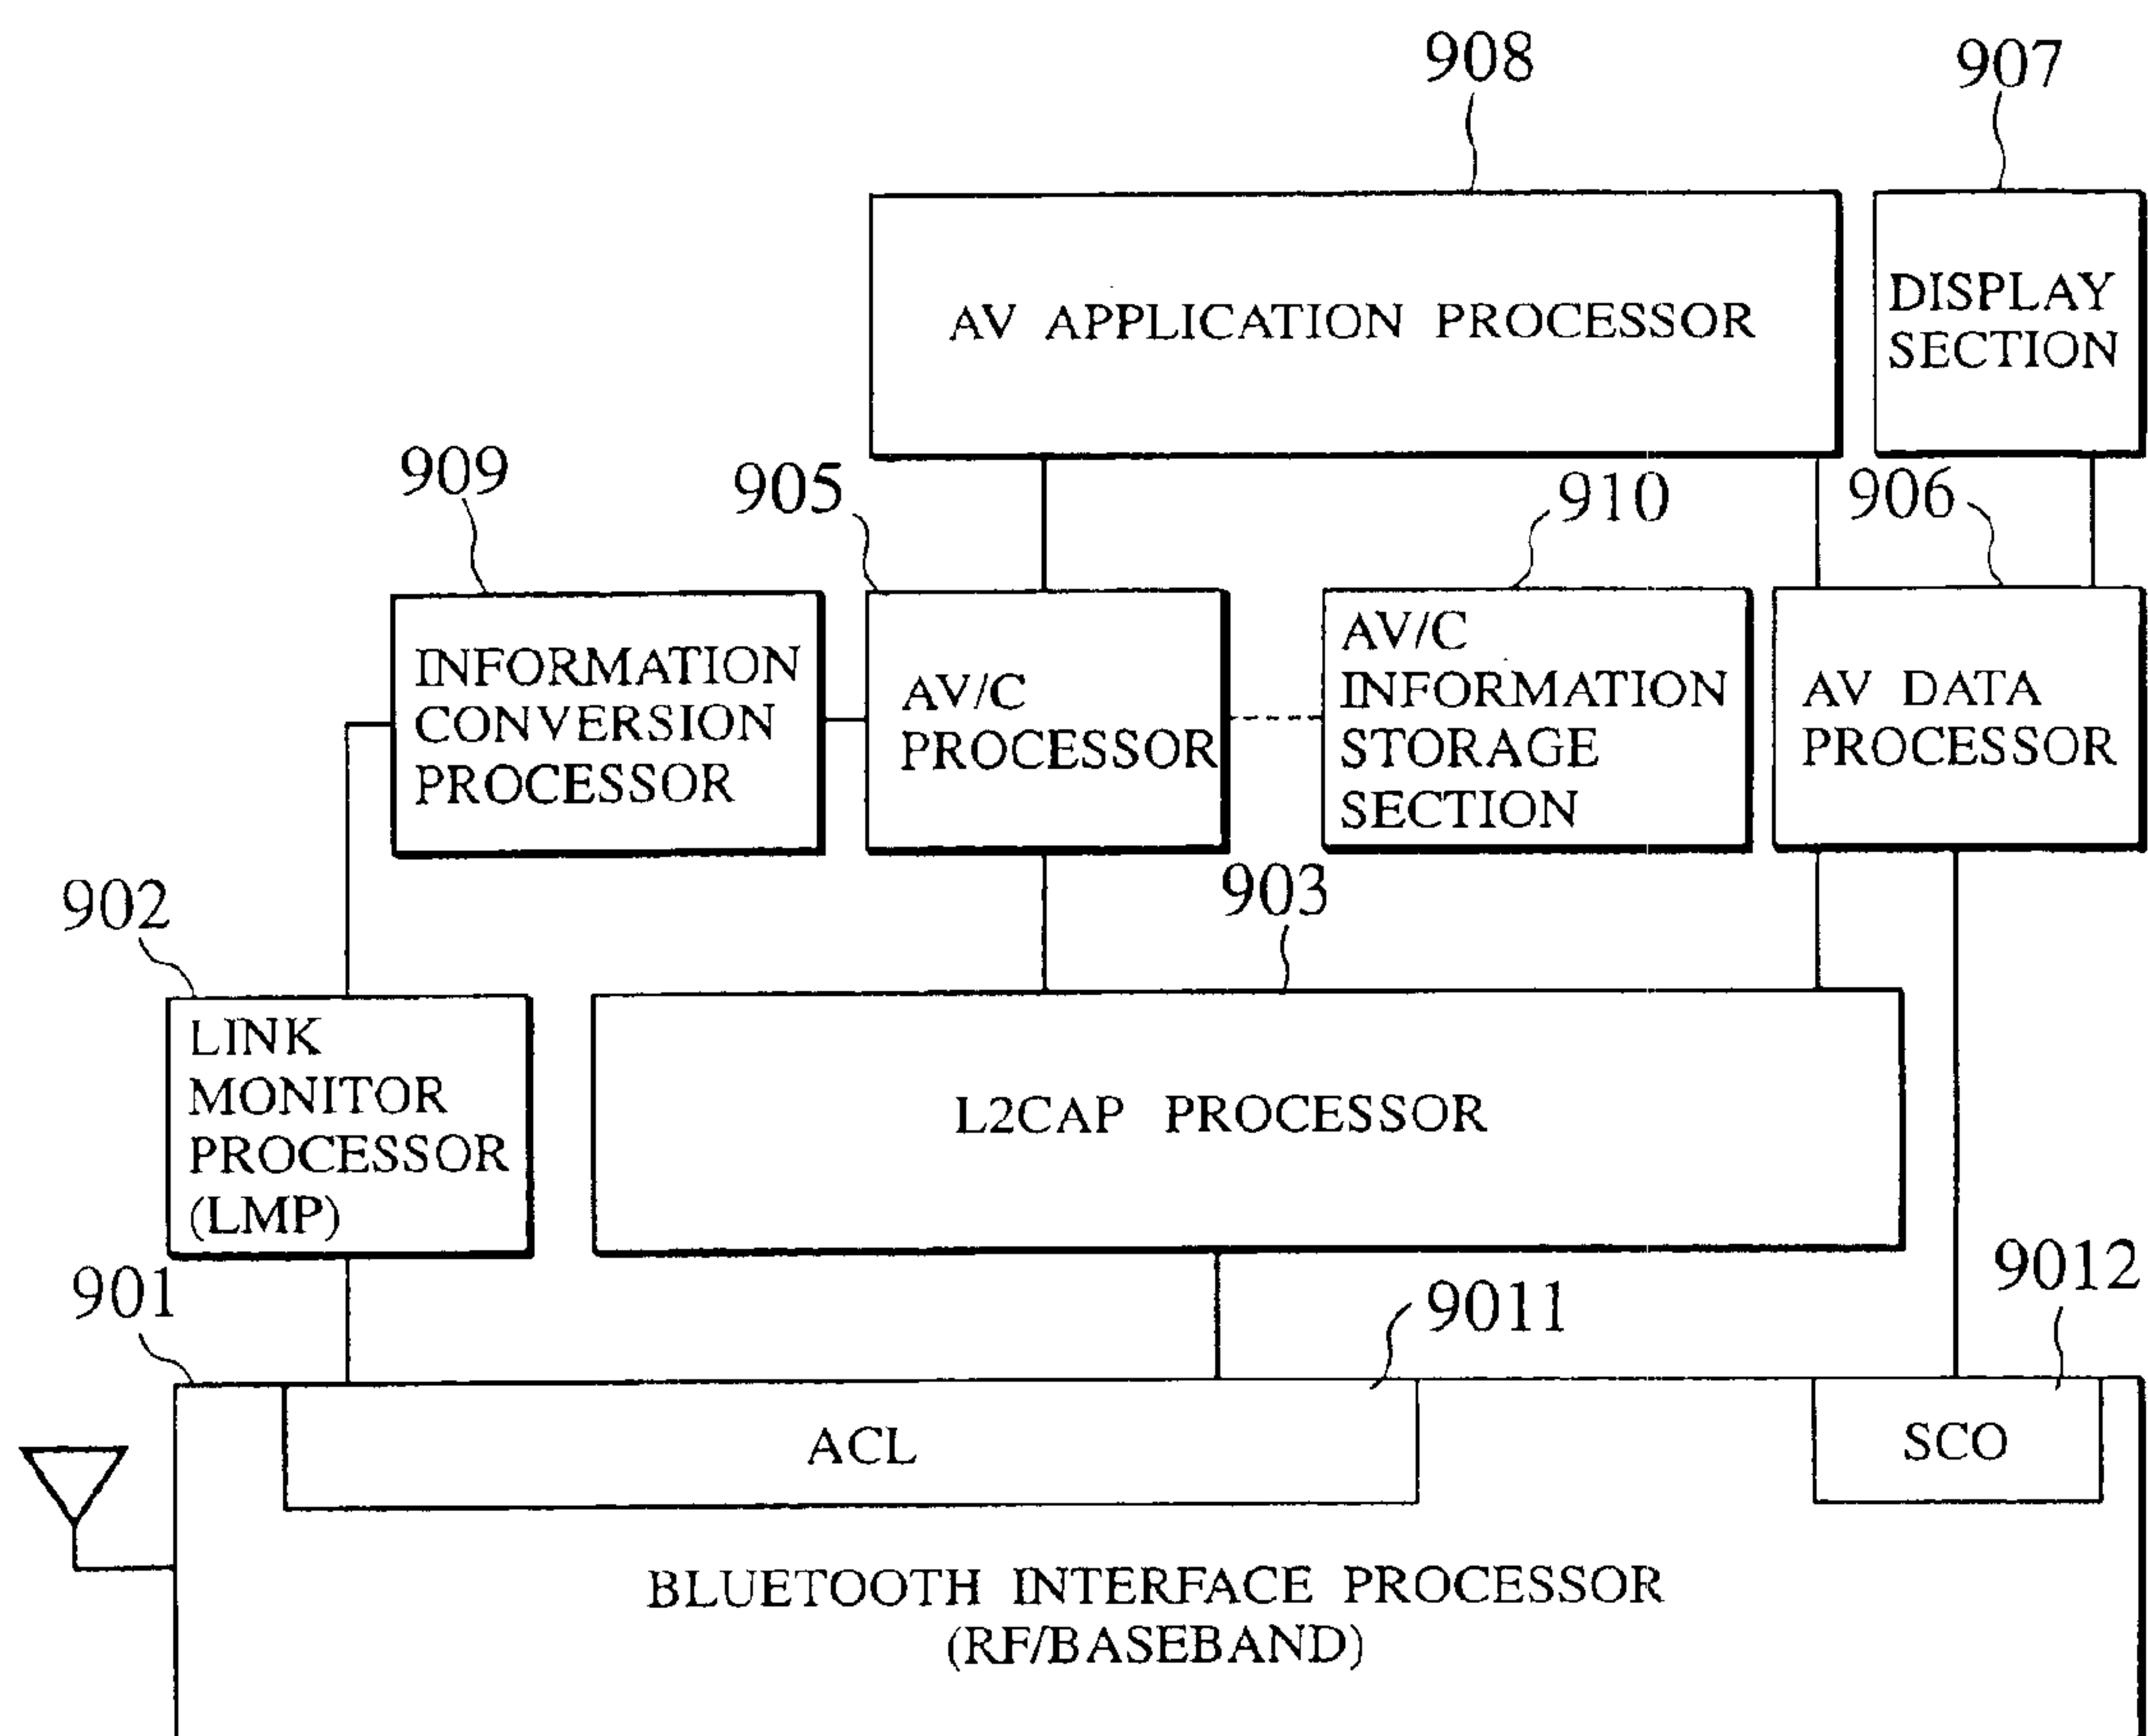 908
907
AV APPLICATION PROCESSOR
DISPLAY
SECTION
909
905
910
906
INFORMATION
CONVERSION
PROCESSOR
AV/C
PROCESSOR
AV/C
INFORMATION
STORAGE
SECTION
AV DATA
PROCESSOR
902
903
LINK
MONITOR
PROCESSOR
(LMP)
L2CAP PROCESSOR
901
9011
9012
ACL
SCO
BLUETOOTH INTERFACE PROCESSOR
(RF/BASEBAND)